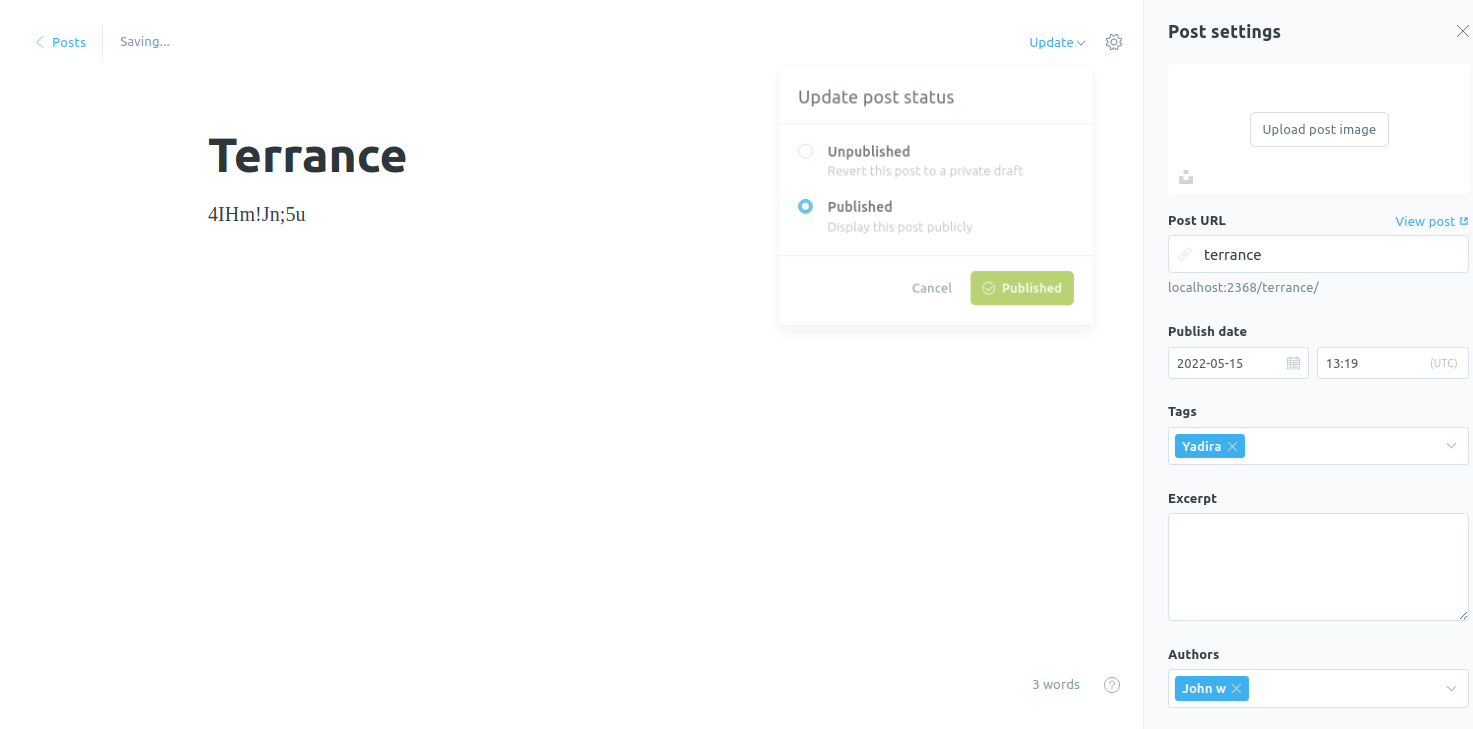 Posts
Saving...
Update
Update post status
Unpublished
Revert this post to a private draft
Published
Display this post publicly
Cancel
Published
Terrance
4IHm!Jn;5u
3 words
?
Post settings
Upload post image
Post URL
View post
terrance
localhost:2368/terrance/
Publish date
2022-05-15
13:19
(UTC)
Tags
Yadira
Excerpt
Authors
John w